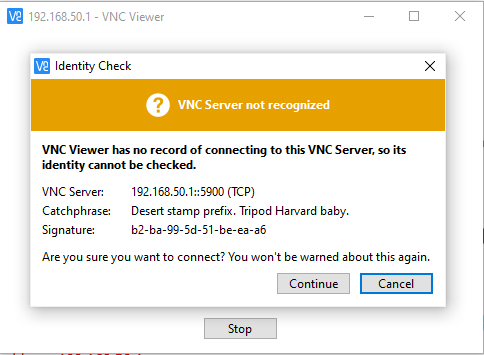 192.168.50.1 - VNC Viewer
Identity Check
VNC Server not recognized
VNC Viewer has no record of connecting to this VNC Server, so its
identity cannot be checked.
VNC Server: 192.168.50.1::5900 (TCP)
Catchphrase: Desert stamp prefix. Tripod Harvard baby.
Signature: b2-ba-99-5d-51-be-ea-a6
Are you sure you want to connect? You won't be warned about this again.
Continue Cancel
Stop